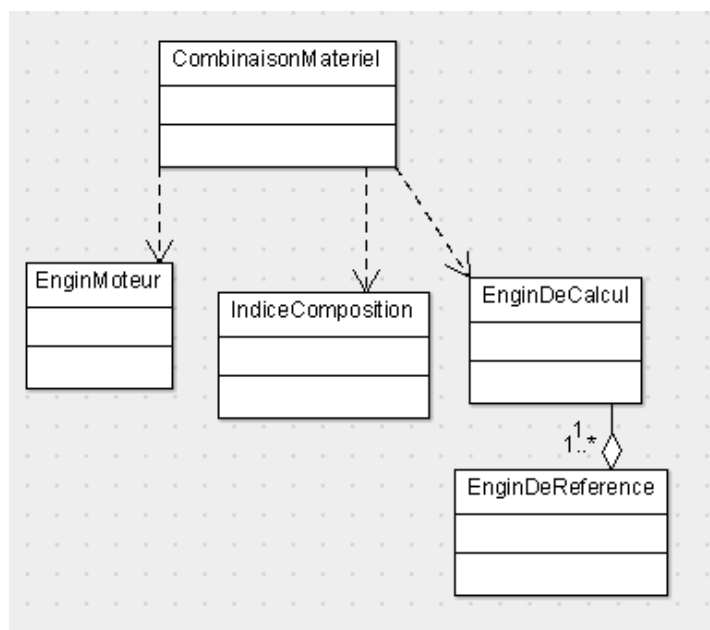 CombinaisonMateriel
EnginMoteur
IndiceComposition
EnginDeCalcul
1
1..*
EnginDeReference